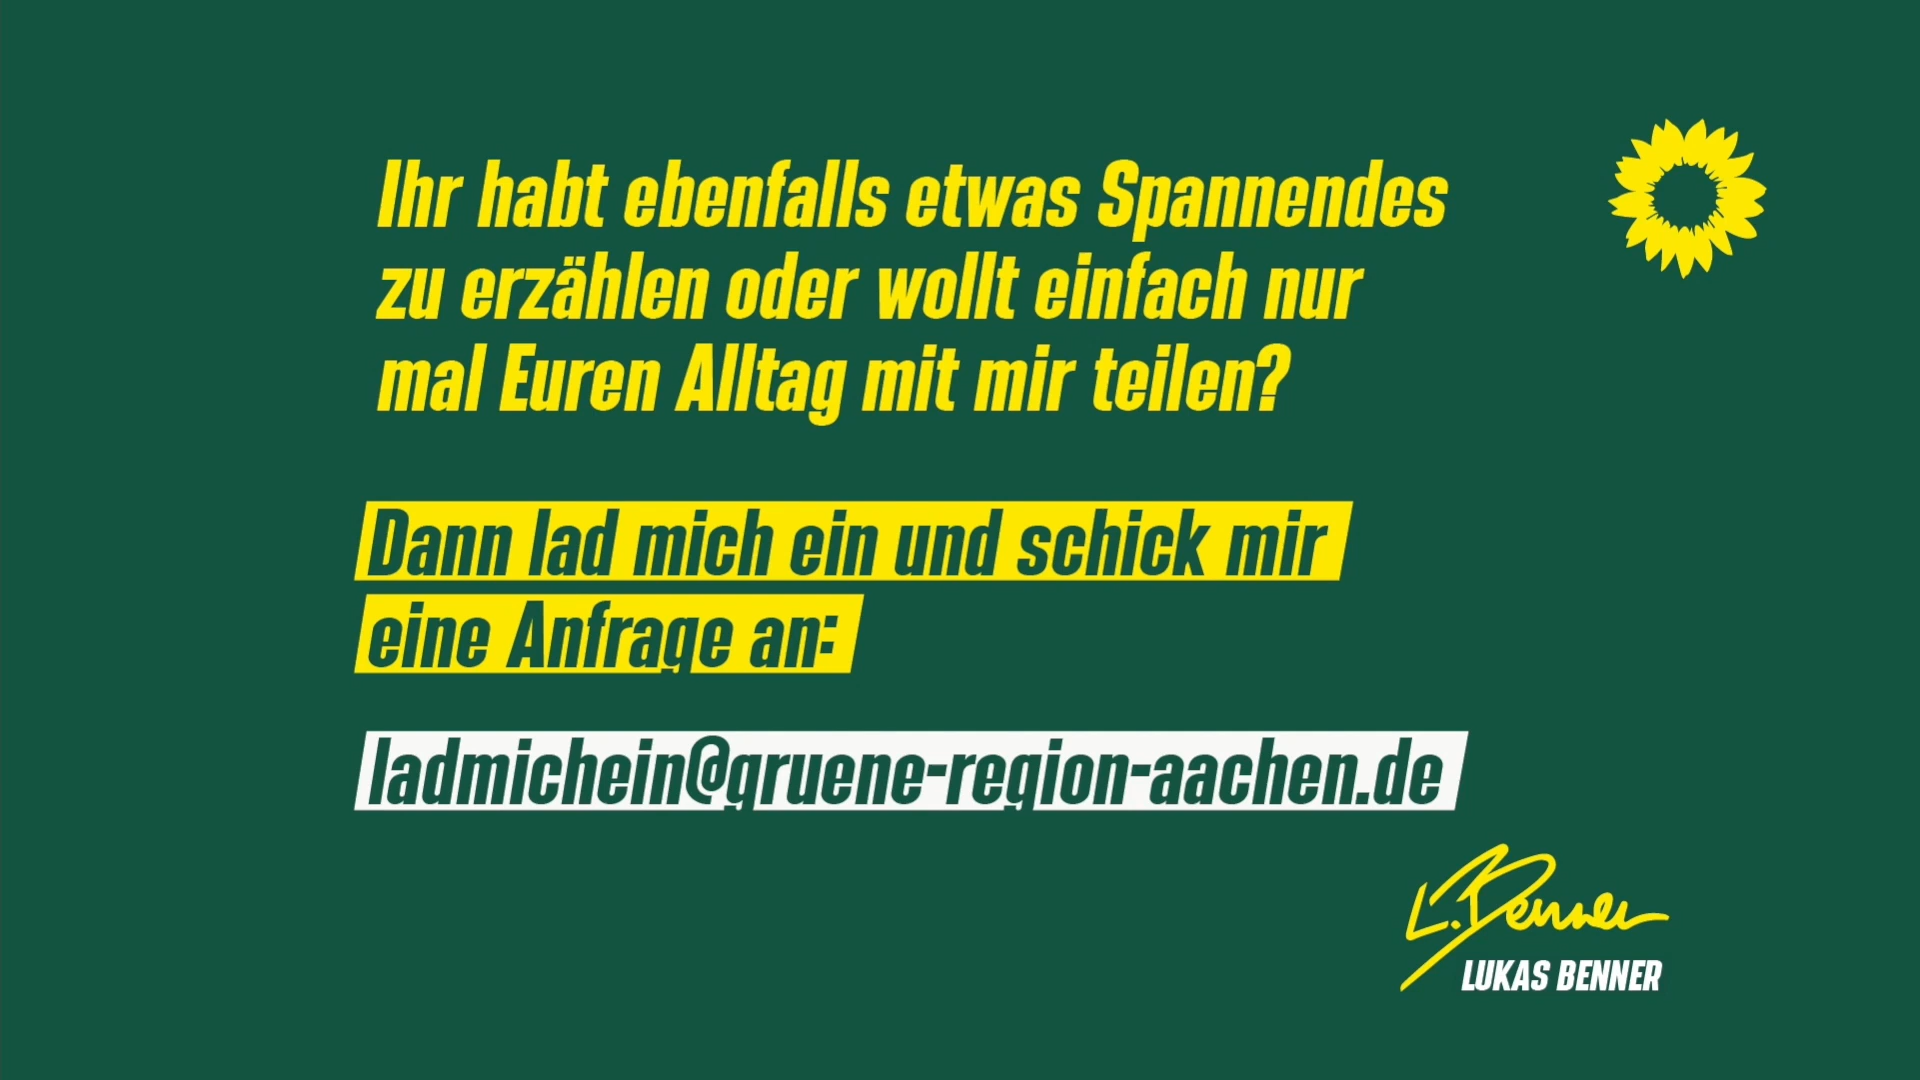 Ihr habt ebenfalls etwas Spannendes
zu erzählen oder wollt einfach nur
mal Euren Alltag mit mir teilen?
Dann lad mich ein und schick mir
eine Anfrage an:
ladmichein@gruene-region-aachen.de
L. Benner
LUKAS BENNER